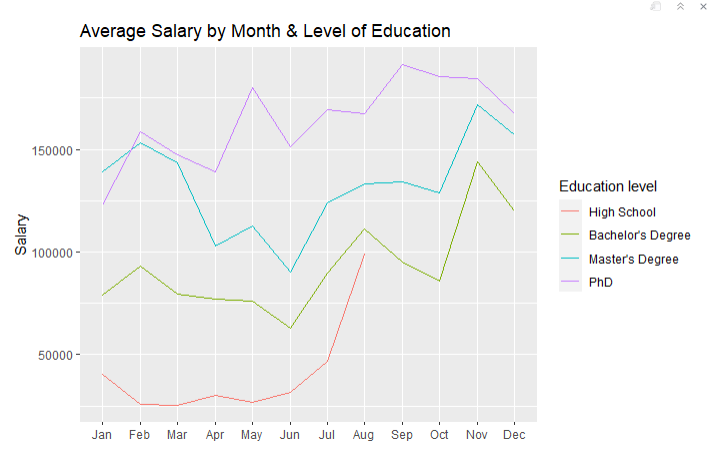 Average Salary by Month & Level of Education
150000
100000
50000
Salary
Jan Feb Mar Apr May Jun Jul Aug Sep Oct Nov Dec
Education level
High School
Bachelor's Degree
Master's Degree
PhD